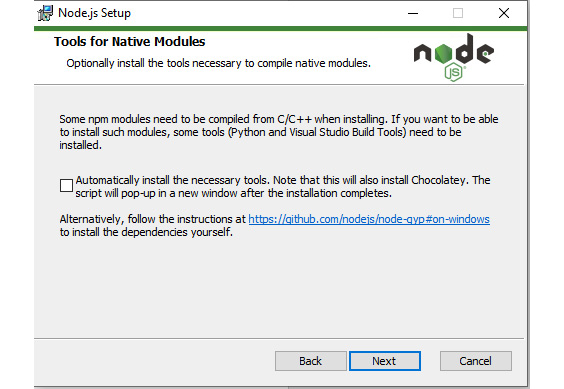 Node.js Setup
Tools for Native Modules
Optionally install the tools necessary to compile native modules.
node
JS
Some npm modules need to be compiled from C/C++ when installing. If you want to be able
to install such modules, some tools (Python and Visual Studio Build Tools) need to be
installed.
Automatically install the necessary tools. Note that this will also install Chocolatey. The
script will pop-up in a new window after the installation completes.
Alternatively, follow the instructions at https://github.com/nodejs/node-gyp#on-windows
to install the dependencies yourself.
Back
Next
Cancel